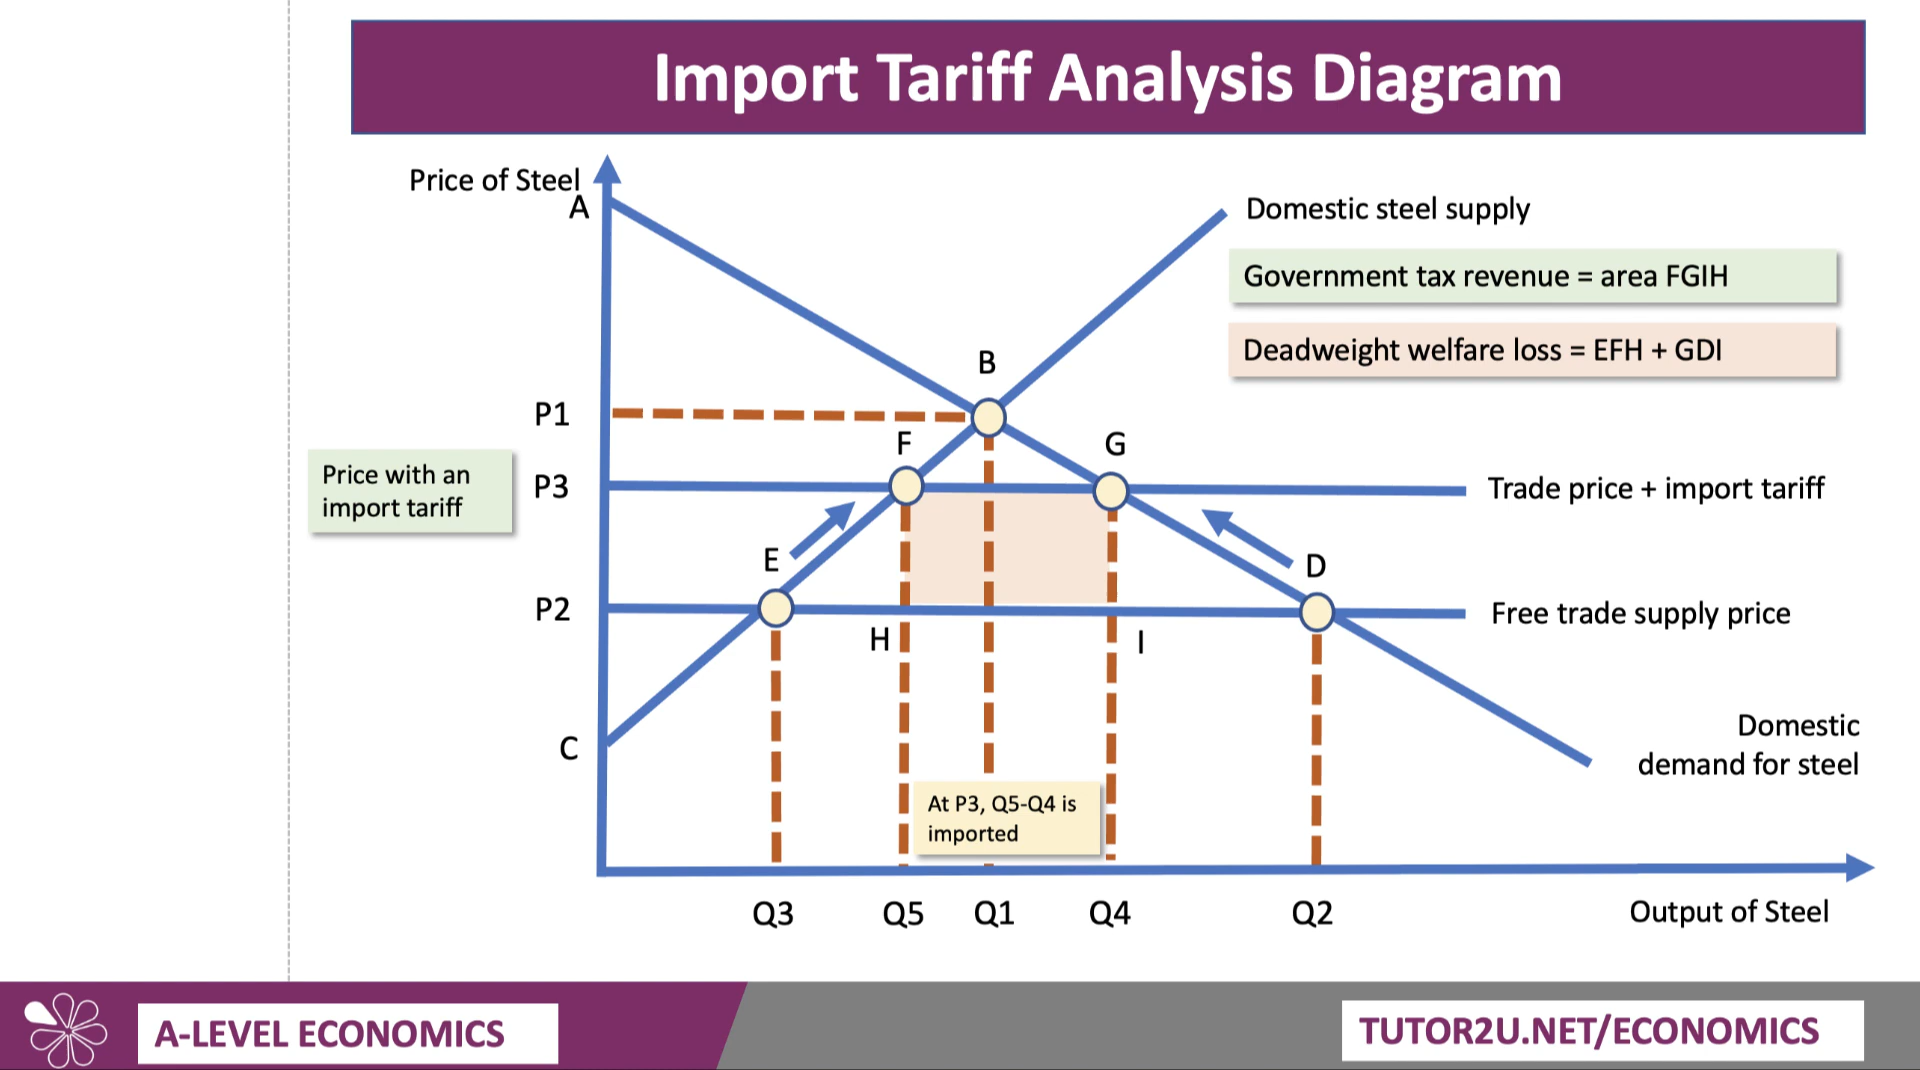 Import Tariff Analysis Diagram
Price of Steel
A
Domestic steel supply
Government tax revenue = area FGIH
Deadweight welfare loss = EFH + GDI
B
P1
F
G
Price with an
import tariff
P3
Trade price + import tariff
E
D
P2
Free trade supply price
H
I
C
Domestic
demand for steel
At P3, Q5-Q4 is
imported
Q3
Q5
Q1
Q4
Q2
Output of Steel
A-LEVEL ECONOMICS
TUTOR2U.NET/ECONOMICS